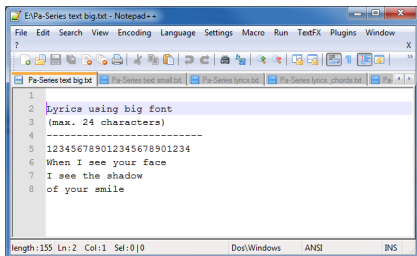 E:\Pa-Series text big.txt - Notepad++
File Edit Search View Encoding Language Settings Macro Run TextFX Plugins Window
? X
Pa-Series text big.txt Pa-Series text small.txt Pa-Series lyrics.txt Pa-Series lyrics_chords.txt Pa
1
2 Lyrics using big font
3 (max. 24 characters)
4 ------------------------
5 123456789012345678901234
6 When I see your face
7 I see the shadow
8 of your smile
length:155 Ln:2 Col:1 Sel:0|0 Dos\Windows ANSI INS